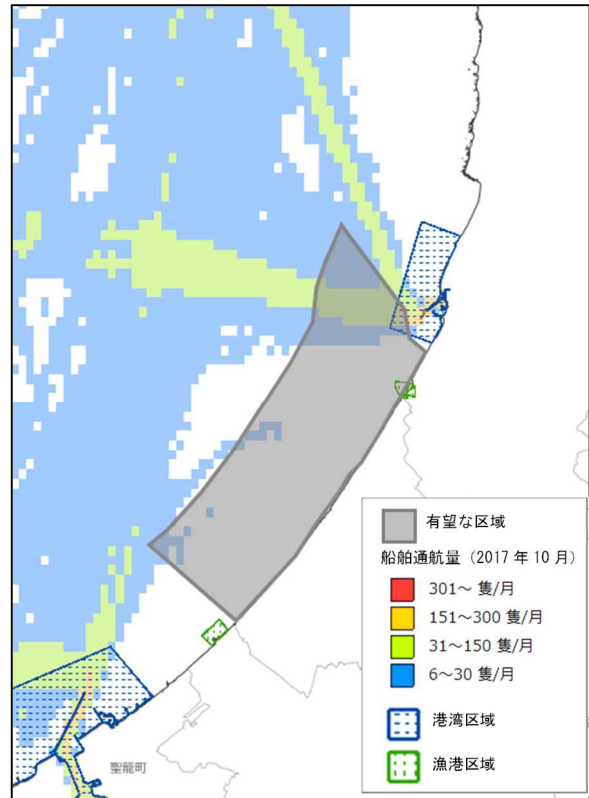 聖籠町
有望な区域
船舶通航量（2017 年 10 月）
301～ 隻/月
151～300 隻/月
31～150 隻/月
6～30 隻/月
港湾区域
漁港区域